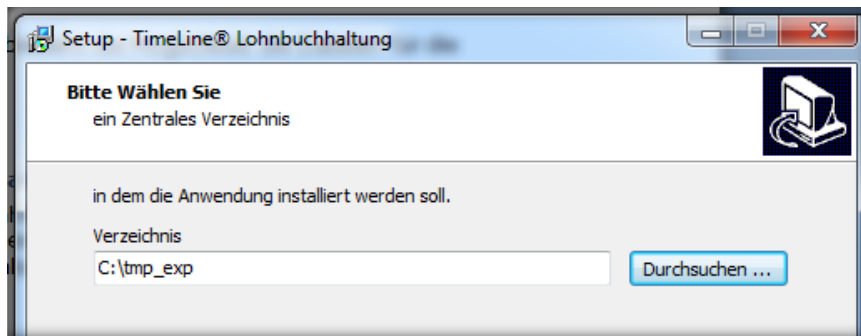 Setup - TimeLine® Lohnbuchhaltung
Bitte Wählen Sie
ein Zentrales Verzeichnis
in dem die Anwendung installiert werden soll.
Verzeichnis
C:\tmp_exp
Durchsuchen ...